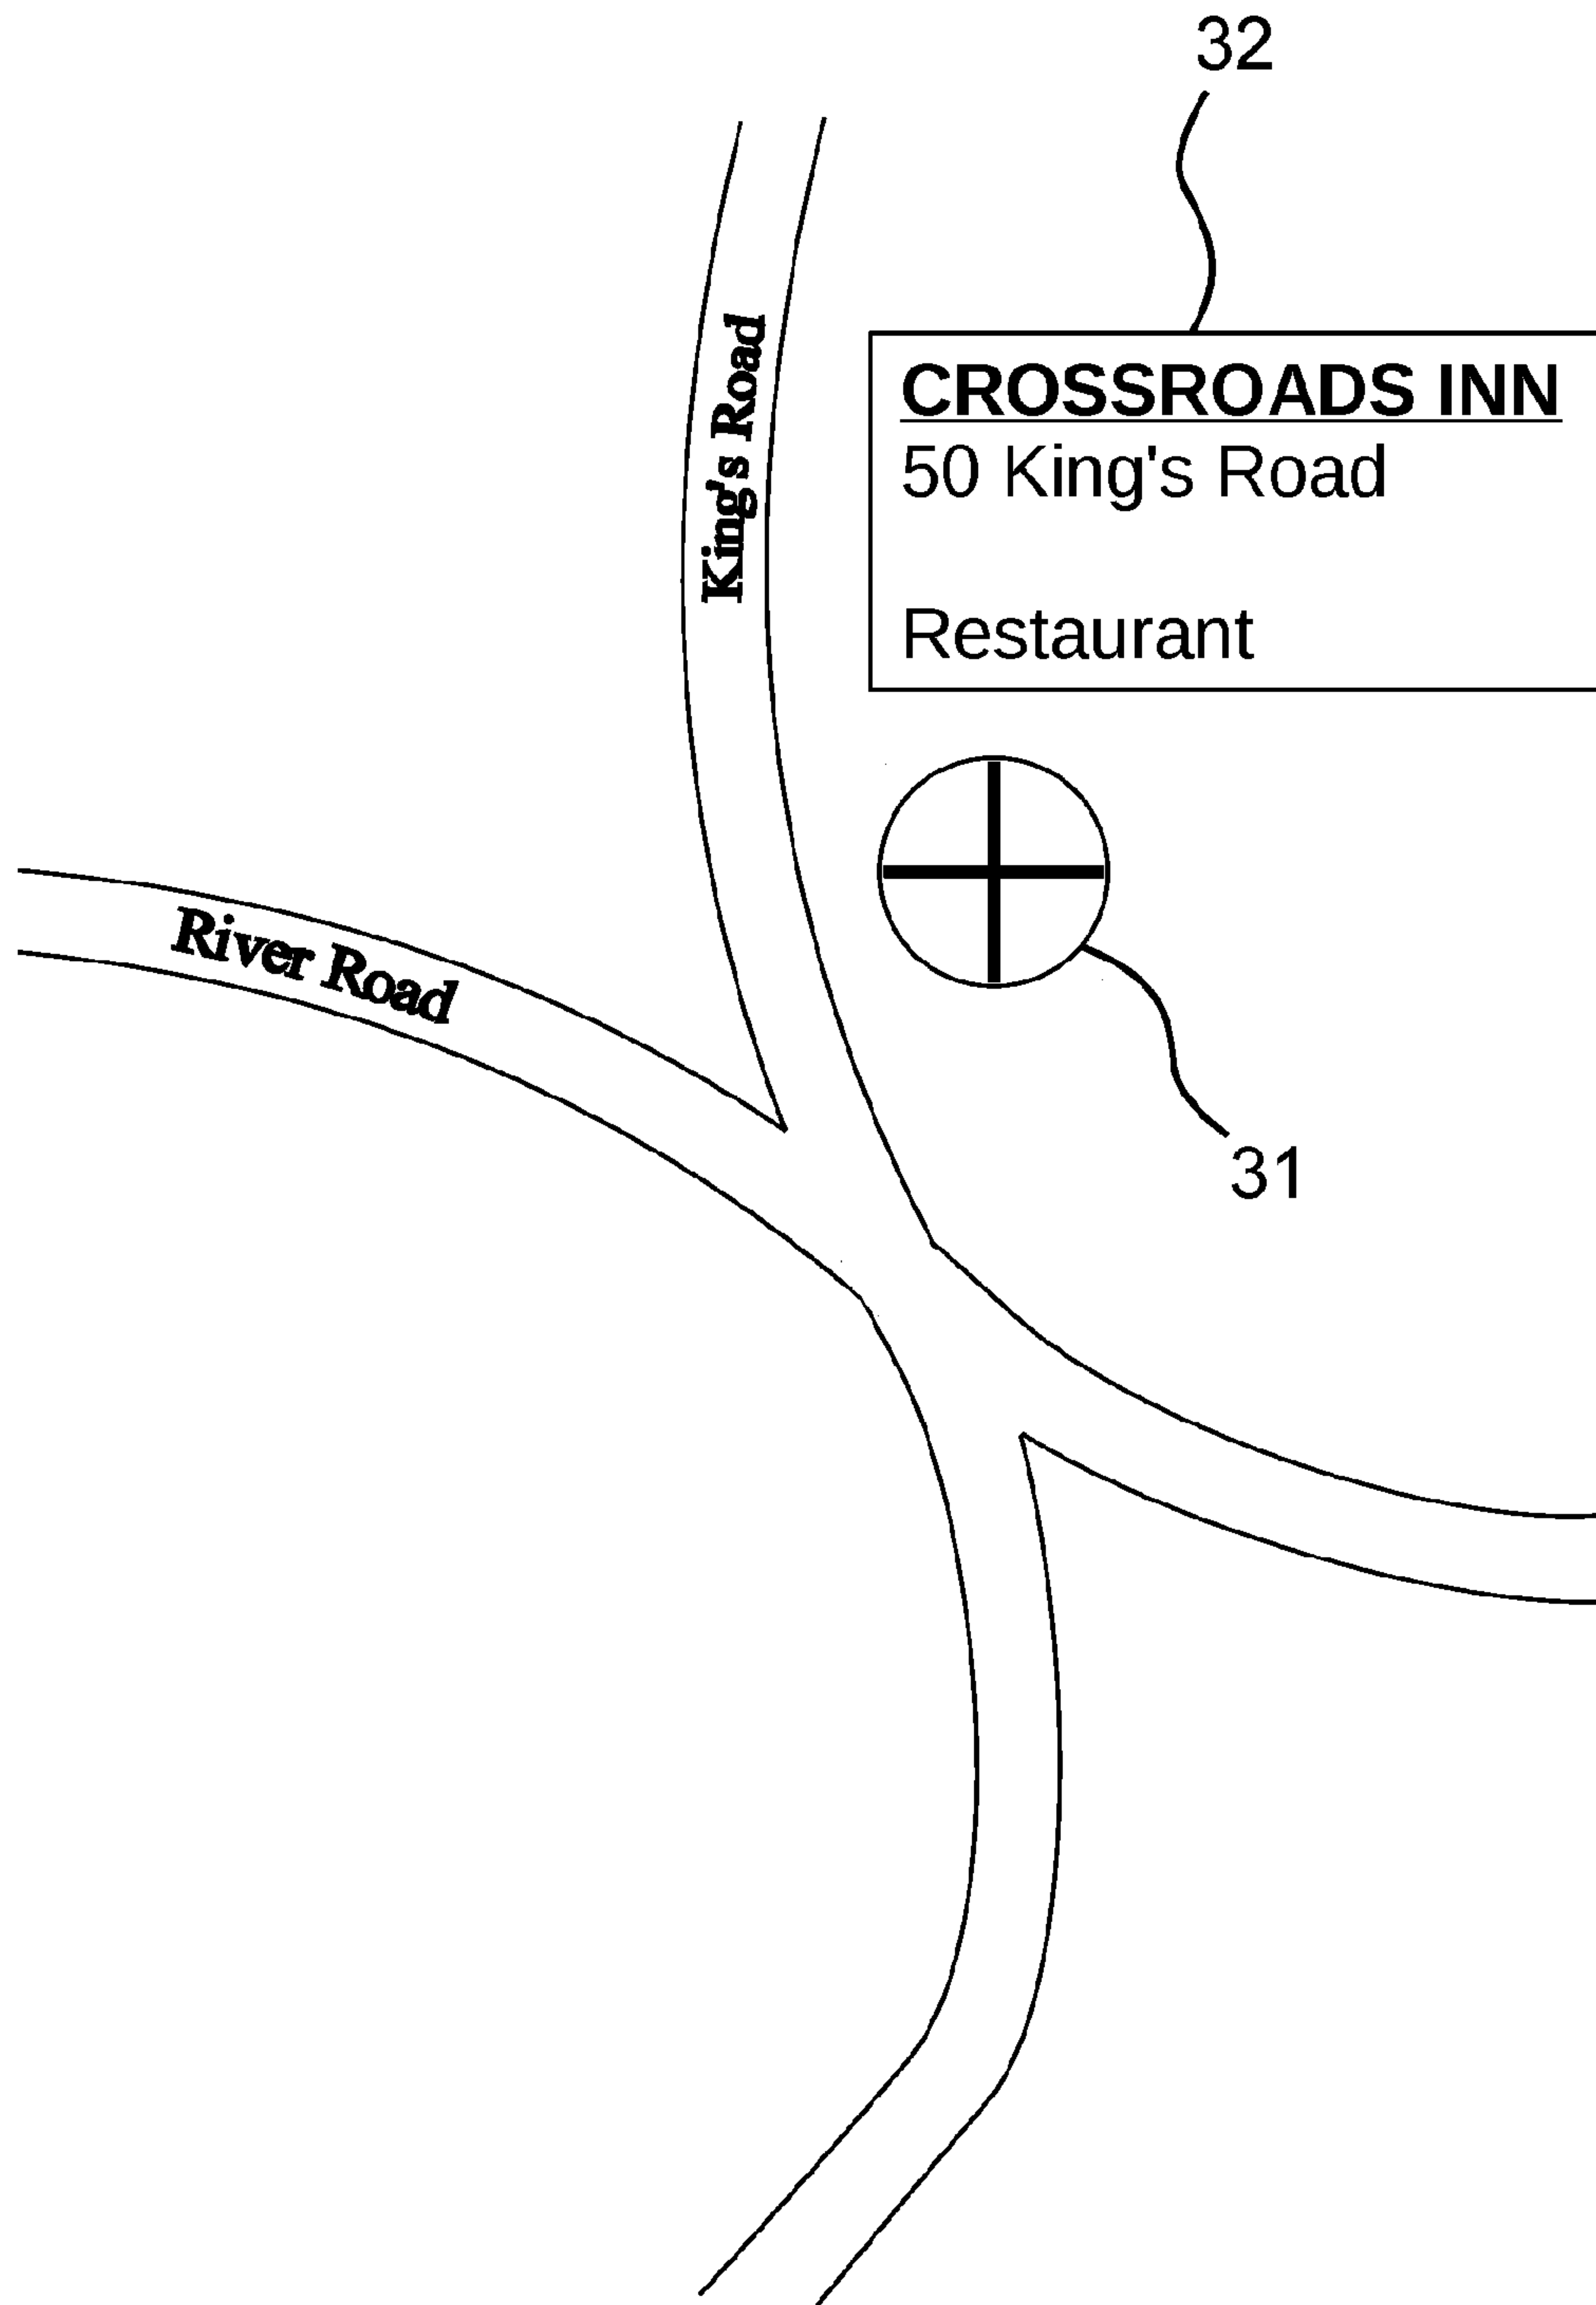 32
King's Road
CROSSROADS INN
50 King's Road
Restaurant
River Road
31